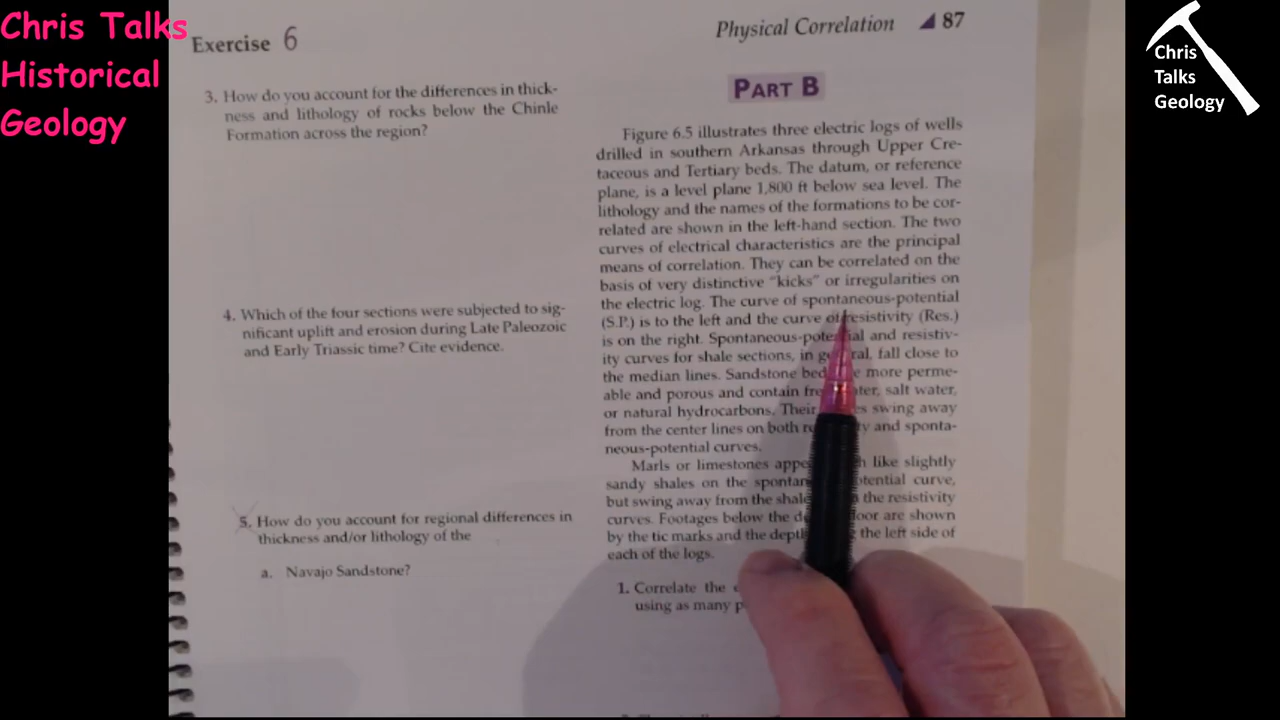 Chris Talks
Historical
Geology
Chris
Talks
Geology
Exercise 6
Physical Correlation 87
3. How do you account for the differences in thick-
ness and lithology of rocks below the Chinle
Formation across the region?
4. Which of the four sections were subjected to sig-
nificant uplift and erosion during Late Paleozoic
and Early Triassic time? Cite evidence.
5. How do you account for regional differences in
thickness and/or lithology of the
a. Navajo Sandstone?
PART B
Figure 6.5 illustrates three electric logs of wells
drilled in southern Arkansas through Upper Cre-
taceous and Tertiary beds. The datum, or reference
plane, is a level plane 1,800 ft below sea level. The
lithology and the names of the formations to be cor-
related are shown in the left-hand section. The two
curves of electrical characteristics are the principal
means of correlation. They can be correlated on the
basis of very distinctive "kicks" or irregularities on
the electric log. The curve of spontaneous-potential
(S.P.) is to the left and the curve of resistivity (Res.)
is on the right. Spontaneous-potential and resistiv-
ity curves for shale sections, in general, fall close to
the median lines. Sandstone more perme-
able and porous and contain salt water,
or natural hydrocarbons. Their swing away
from the center lines on both and sponta-
neous-potential curves.
Marls or limestones like slightly
sandy shales on the curve,
but swing away from the the resistivity
curves. Footages below the are shown
by the tic marks and the the left side of
each of the logs.
1. Correlate the
using as many